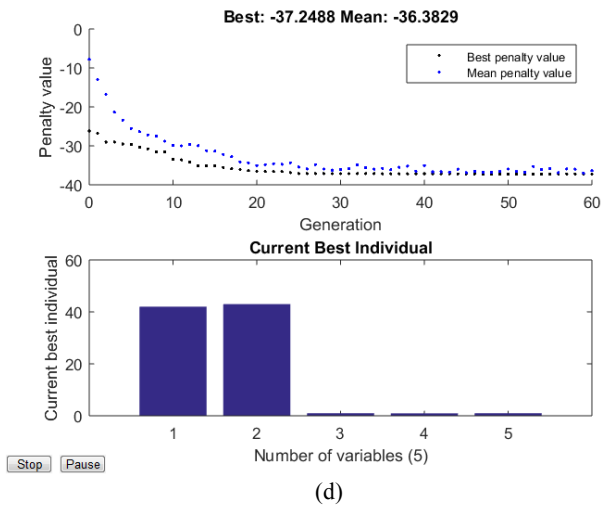 Best: -37.2488 Mean: -36.3829
0
-10
-20
-30
-40
Penalty value
Best penalty value
Mean penalty value
0 10 20 30 40 50 60
Generation
Current Best Individual
60
40
20
0
Current best individual
1 2 3 4 5
Number of variables (5)
Stop Pause
(d)